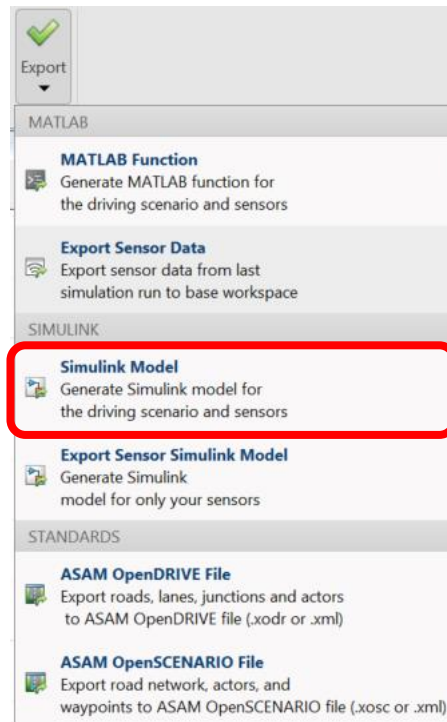 Export
MATLAB
MATLAB Function
Generate MATLAB function for
the driving scenario and sensors
Export Sensor Data
Export sensor data from last
simulation run to base workspace
SIMULINK
Simulink Model
Generate Simulink model for
the driving scenario and sensors
Export Sensor Simulink Model
Generate Simulink
model for only your sensors
STANDARDS
ASAM OpenDRIVE File
Export roads, lanes, junctions and actors
to ASAM OpenDRIVE file (.xodr or .xml)
ASAM OpenSCENARIO File
Export road network, actors, and
waypoints to ASAM OpenSCENARIO file (.xosc or .xml)